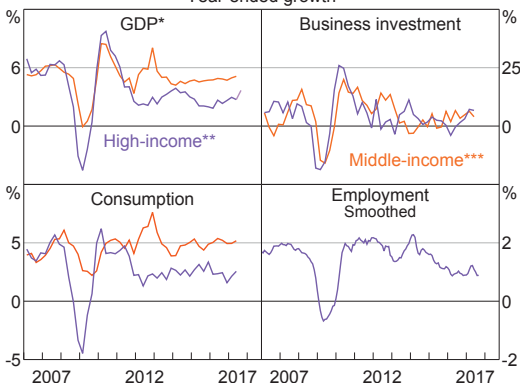 Year-ended growth
% GDP* Business investment %
6 25
0 0
High-income** Middle-income***
% Consumption Employment %
Smoothed
5 2
0 0
-5 -2
2007 2012 2017 2007 2012 2017